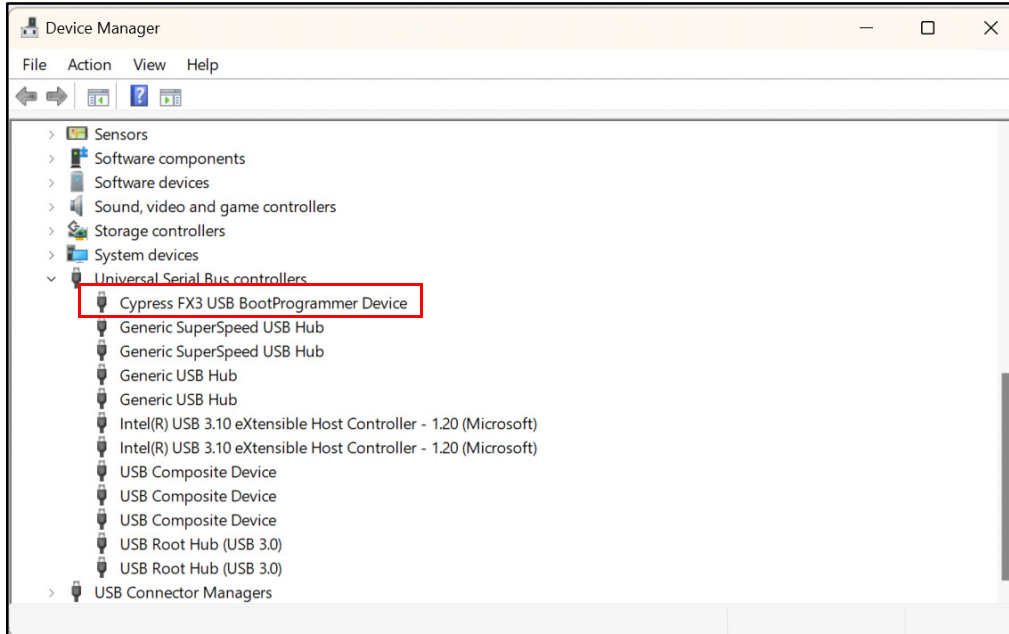 Device Manager
File Action View Help
Sensors
Software components
Software devices
Sound, video and game controllers
Storage controllers
System devices
Universal Serial Bus controllers
Cypress FX3 USB BootProgrammer Device
Generic SuperSpeed USB Hub
Generic SuperSpeed USB Hub
Generic USB Hub
Generic USB Hub
Intel(R) USB 3.10 eXtensible Host Controller - 1.20 (Microsoft)
Intel(R) USB 3.10 eXtensible Host Controller - 1.20 (Microsoft)
USB Composite Device
USB Composite Device
USB Composite Device
USB Root Hub (USB 3.0)
USB Root Hub (USB 3.0)
USB Connector Managers